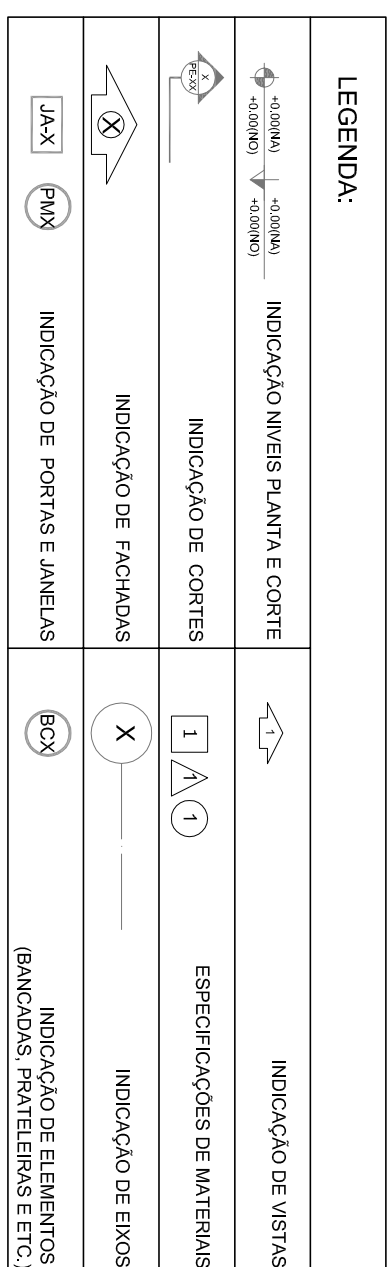 LEGENDA:
+0.00(NA)
+0.00(NO)
+0.00(NA)
+0.00(NO)
INDICAÇÃO NIVEIS PLANTA E CORTE
1
INDICAÇÃO DE VISTAS
X
PE-XX
INDICAÇÃO DE CORTES
1
1
1
ESPECIFICAÇÕES DE MATERIAIS
X
INDICAÇÃO DE FACHADAS
X
INDICAÇÃO DE EIXOS
JA-X
PMX
INDICAÇÃO DE PORTAS E JANELAS
BCX
INDICAÇÃO DE ELEMENTOS
(BANCADAS, PRATELEIRAS E ETC.)